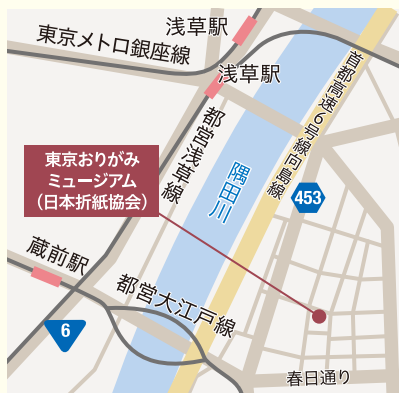 浅草駅
東京メトロ銀座線
浅草駅
首都高速6号線向島線
都営浅草線
東京おりがみ
ミュージアム
（日本折紙協会）
隅田川
453
蔵前駅
都営大江戸線
6
春日通り